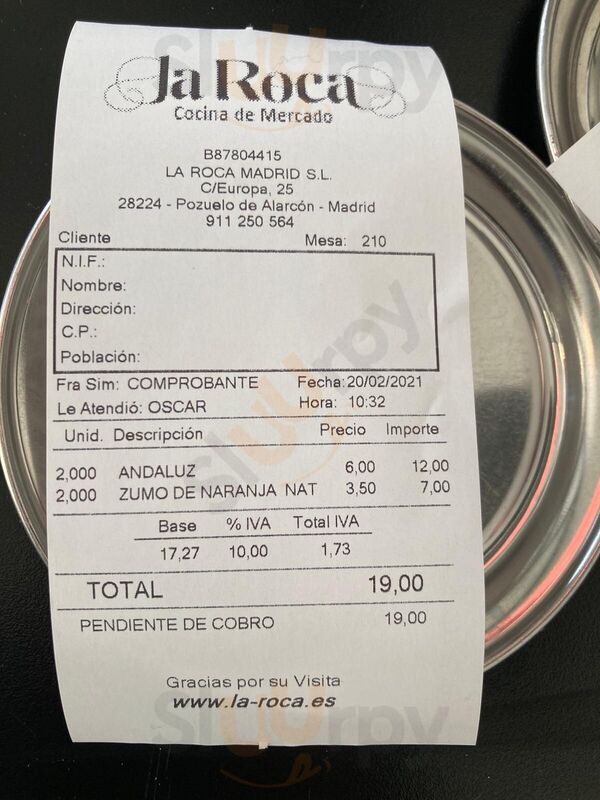 la Roca
Cocina de Mercado
B87804415
LA ROCA MADRID S.L.
C/Europa, 25
28224 - Pozuelo de Alarcón - Madrid
911 250 564
Cliente Mesa: 210
N.I.F.:
Nombre:
Dirección:
C.P.:
Población:
Fra Sim: COMPROBANTE Fecha:20/02/2021
Le Atendió: OSCAR Hora: 10:32
Unid. Descripción Precio Importe
2,000 ANDALUZ 6,00 12,00
2,000 ZUMO DE NARANJA NAT 3,50 7,00
Base % IVA Total IVA
17,27 10,00 1,73
TOTAL 19,00
PENDIENTE DE COBRO 19,00
Gracias por su Visita
www.la-roca.es
slurpy
sluurpy
sluurpy